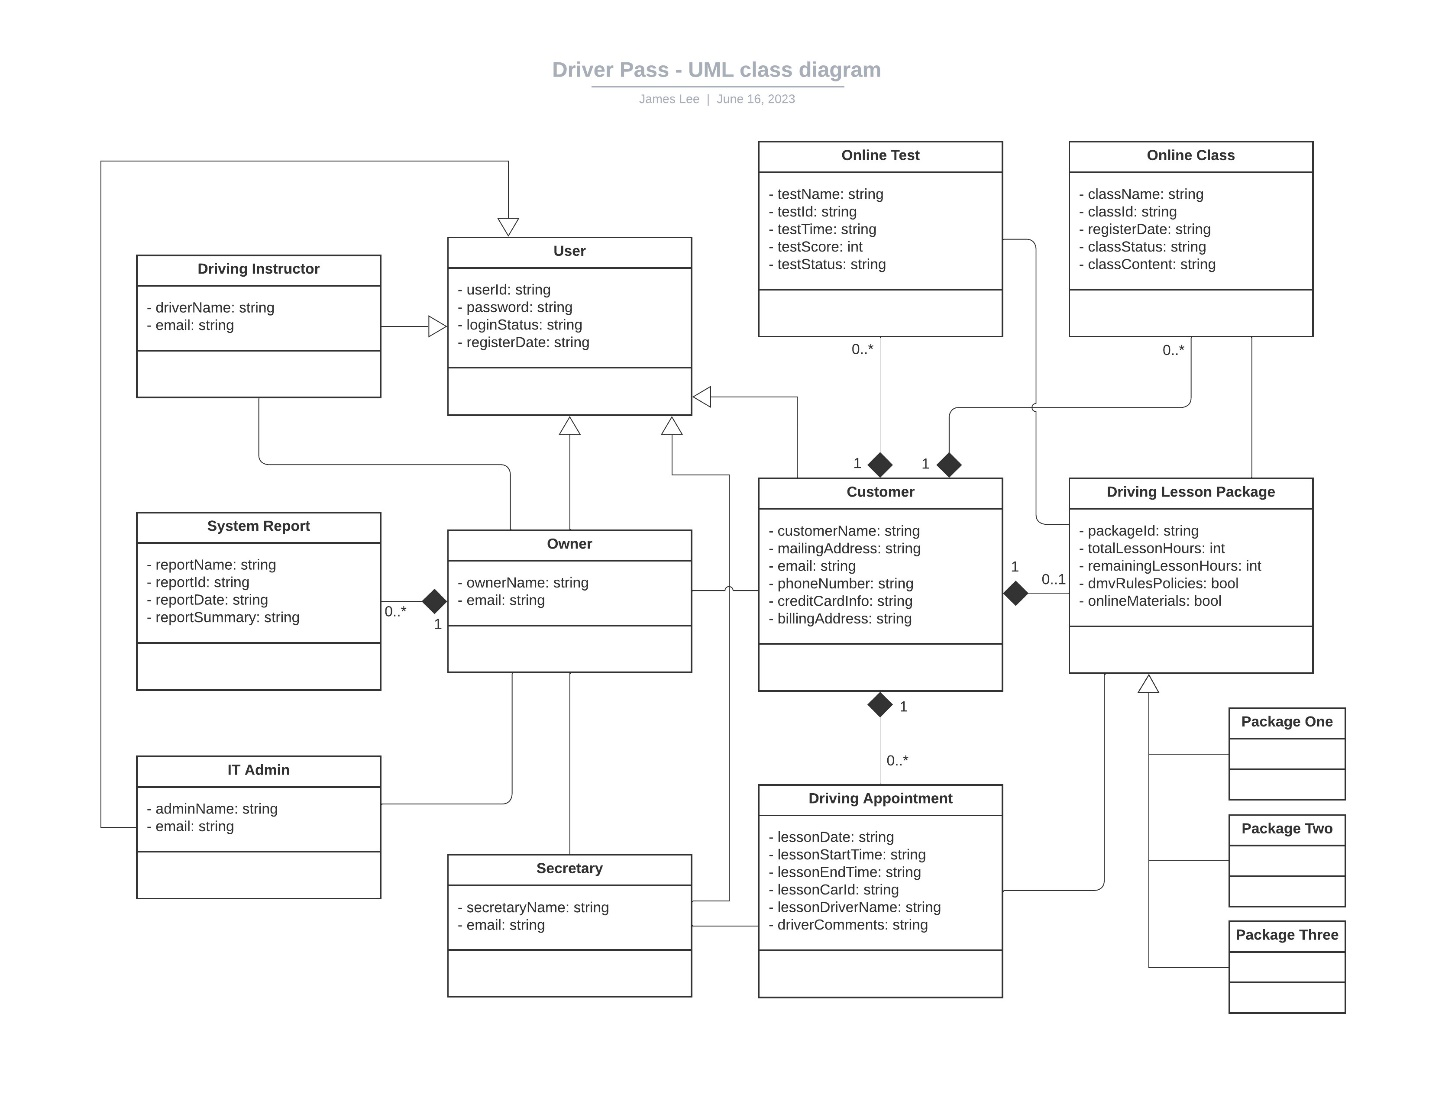 Driver Pass - UML class diagram
James Lee | June 16, 2023
Online Test
- testName: string
- testId: string
- testTime: string
- testScore: int
- testStatus: string
0..*
Online Class
- className: string
- classId: string
- registerDate: string
- classStatus: string
- classContent: string
0..*
User
- userId: string
- password: string
- loginStatus: string
- registerDate: string
Driving Instructor
- driverName: string
- email: string
1
1
Customer
- customerName: string
- mailingAddress: string
- email: string
- phoneNumber: string
- creditCardInfo: string
- billingAddress: string
1
0..1
Driving Lesson Package
- packageId: string
- totalLessonHours: int
- remainingLessonHours: int
- dmvRulesPolicies: bool
- onlineMaterials: bool
System Report
- reportName: string
- reportId: string
- reportDate: string
- reportSummary: string
0..*
1
Owner
- ownerName: string
- email: string
1
0..*
Package One
Package Two
Package Three
IT Admin
- adminName: string
- email: string
Driving Appointment
- lessonDate: string
- lessonStartTime: string
- lessonEndTime: string
- lessonCarId: string
- lessonDriverName: string
- driverComments: string
Secretary
- secretaryName: string
- email: string